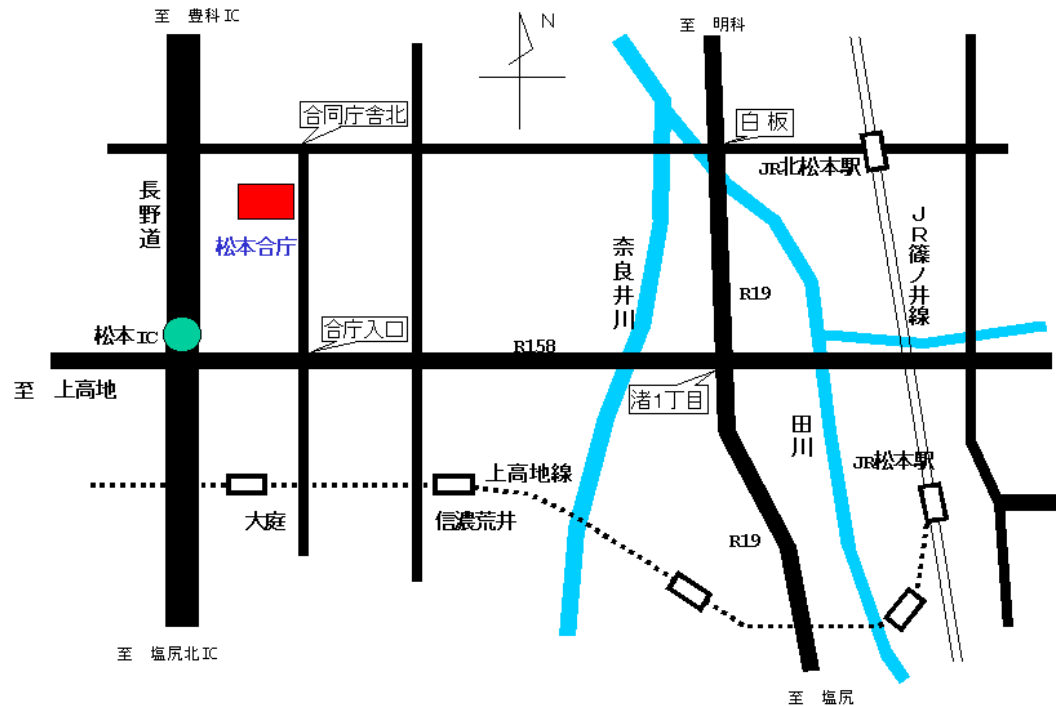 至 豊科IC
N
至 明科
合同庁舎北
白板
JR北松本駅
長野道
松本合庁
奈良井川
JR篠ノ井線
R19
松本IC
合庁入口
R158
至 上高地
渚1丁目
田川
上高地線
JR松本駅
大庭
信濃荒井
R19
至 塩尻北IC
至 塩尻